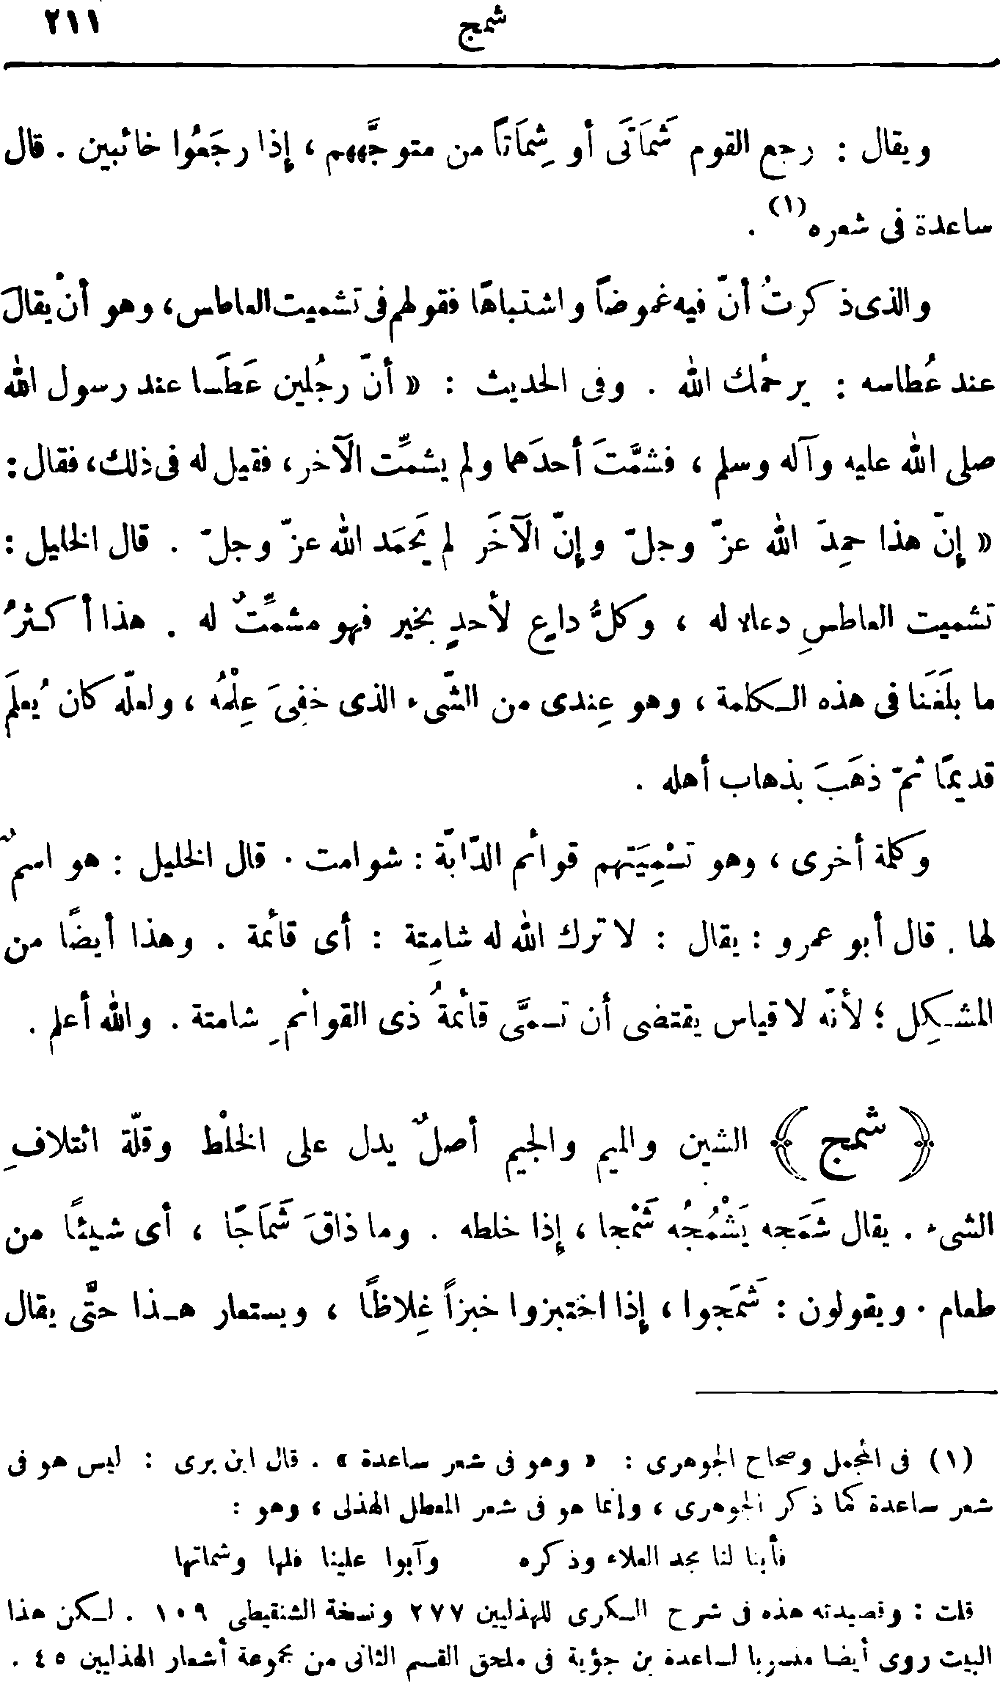 شمج ٢١١
ويقال : رجع القوم شَمَاتَى أو شِمَاتاً من متوجَّههم ، إذا رجَعُوا خائبين . قال
ساعدة فى شعره(١) .
والذى ذكرتُ أنّ فيه غموضاً واشتباهًا فقولهم فى تشميت العاطس ، وهو أنْ يقالَ
عند عُطاسه : يرحمُك الله . وفى الحديث : « أنّ رجُلين عَطَسا عند رسول الله
صلى الله عليه وآله وسلم ، فشمَّتَ أحدَهما ولم يشمِّت الآخر ، فقيل له فى ذلك ، فقال :
« إنّ هذا حمِدَ الله عزّ وجلّ وإنّ الآخَر لم يَحمَد الله عزّ وجلّ . قال الخليل :
تشميت العاطسِ دعاء له ، وكلُّ داعٍ لأحدٍ بخير فهو مشمِّتٌ له . هذا أكثرُ
ما بلَغَنا فى هذه الكلمة ، وهو عِندى من الشّىء الذى خفِىَ عِلْمُه ، ولعلّه كان يُعلَم
قديمًا ثمّ ذهَبَ بذهاب أهله .
وكلمة أخرى ، وهو تسْمِيَتهم قوائم الدّابّة : شوامت . قال الخليل : هو اسمٌ
لها . قال أبو عمرو : يقال : لا ترك الله له شامِتة : أى قائمة . وهذا أيضًا من
المشكِل ؛ لأنّه لا قياس يقتضى أن تسمَّى قائمةُ ذى القوائمِ شامتة . والله أعلم .
﴿ شمج ﴾ الشين والميم والجيم أصلٌ يدل على الخلْط وقلّة ائتلافِ
الشىء . يقال شَمَجه يَشْمُجُه شَمْجا ، إذا خلطه . وما ذاقَ شَمَاجًا ، أى شيئًا من
طعام . ويقولون : شَمَجوا ، إذا اختبزوا خبزاً غِلاظًا ، ويستعار هذا حتَّى يقال
(١) فى المجمل وصحاح الجوهرى : « وهو فى شعر ساعدة » . قال ابن برى : ليس هو فى
شعر ساعدة كما ذكر الجوهرى ، وإنما هو فى شعر المعطل الهذلى ، وهو :
فأبنا لنا مجد العلاء وذكره وآبوا علينا فلها وشماتها
قلت : وقصيدته هذه فى شرح السكرى للهذليين ٢٧٧ ونسخة الشنقيطى ١٠٩ . لكن هذا
البيت روى أيضا منسوبا لساعدة بن جؤية فى ملحق القسم الثانى من مجموعة أشعار الهذليين ٤٥ .